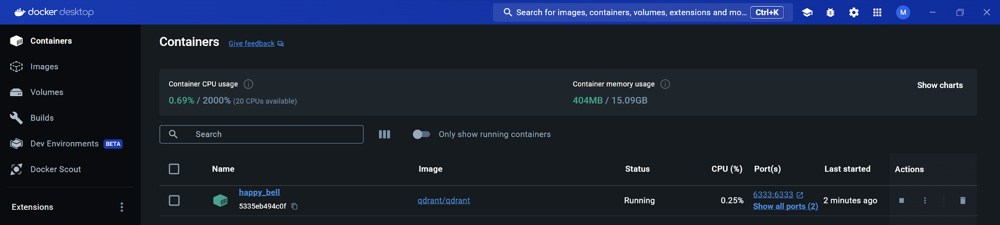 docker desktop
Search for images, containers, volumes, extensions and mo... Ctrl+K
M
Containers
Images
Volumes
Builds
Dev Environments BETA
Docker Scout
Extensions
Containers Give feedback
Container CPU usage
0.69% / 2000% (20 CPUs available)
Container memory usage
404MB / 15.09GB
Show charts
Search
Only show running containers
Name Image Status CPU (%) Port(s) Last started Actions
happy_bell
5335eb494c0f
qdrant/qdrant
Running
0.25%
6333:6333
Show all ports (2)
2 minutes ago